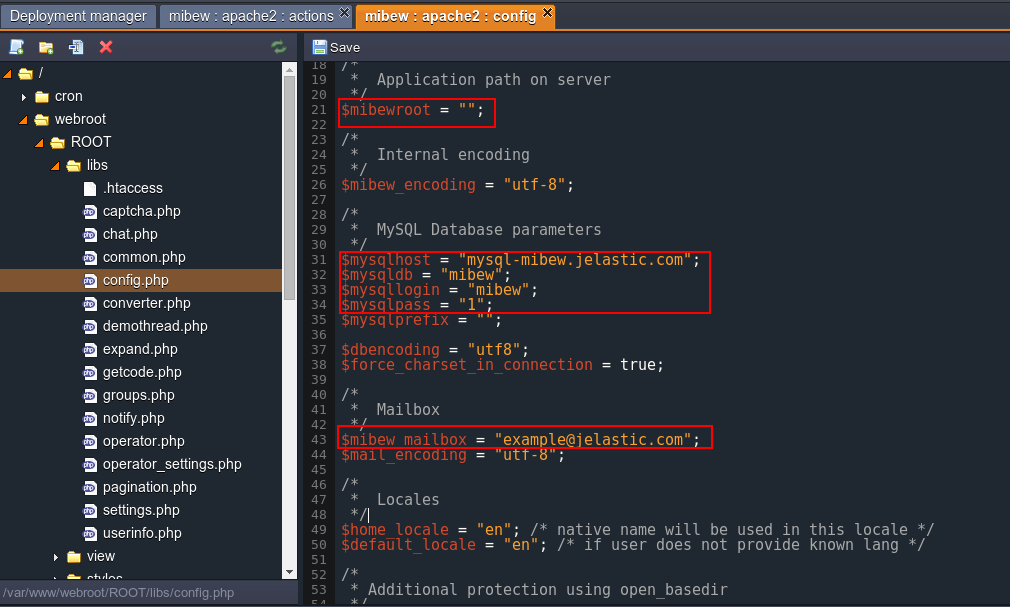 Deployment manager
mibew : apache2 : actions
mibew : apache2 : config
Save
/
cron
webroot
ROOT
libs
.htaccess
captcha.php
chat.php
common.php
config.php
converter.php
demothread.php
expand.php
getcode.php
groups.php
notify.php
operator.php
operator_settings.php
pagination.php
settings.php
userinfo.php
view
styles
/var/www/webroot/ROOT/libs/config.php
18 /*
19 *  Application path on server
20 */
21 $mibewroot = "";
22
23 /*
24 *  Internal encoding
25 */
26 $mibew_encoding = "utf-8";
27
28 /*
29 *  MySQL Database parameters
30 */
31 $mysqlhost = "mysql-mibew.jelastic.com";
32 $mysqldb = "mibew";
33 $mysqllogin = "mibew";
34 $mysqlpass = "1";
35 $mysqlprefix = "";
36
37 $dbencoding = "utf8";
38 $force_charset_in_connection = true;
39
40 /*
41 *  Mailbox
42 */
43 $mibew_mailbox = "example@jelastic.com";
44 $mail_encoding = "utf-8";
45
46 /*
47 *  Locales
48 */
49 $home_locale = "en"; /* native name will be used in this locale */
50 $default_locale = "en"; /* if user does not provide known lang */
51
52 /*
53 * Additional protection using open_basedir
54 */